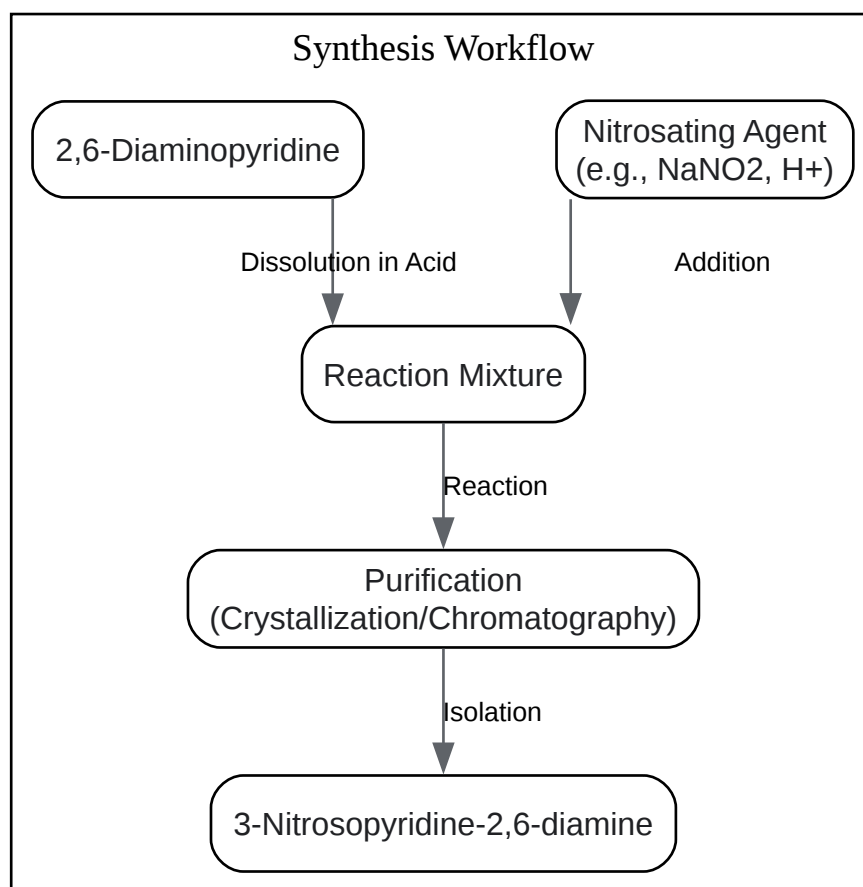 Synthesis Workflow
2,6-Diaminopyridine
Nitrosating Agent
(e.g., NaNO2, H+)
Dissolution in Acid
Addition
Reaction Mixture
Reaction
Purification
(Crystallization/Chromatography)
Isolation
3-Nitrosopyridine-2,6-diamine